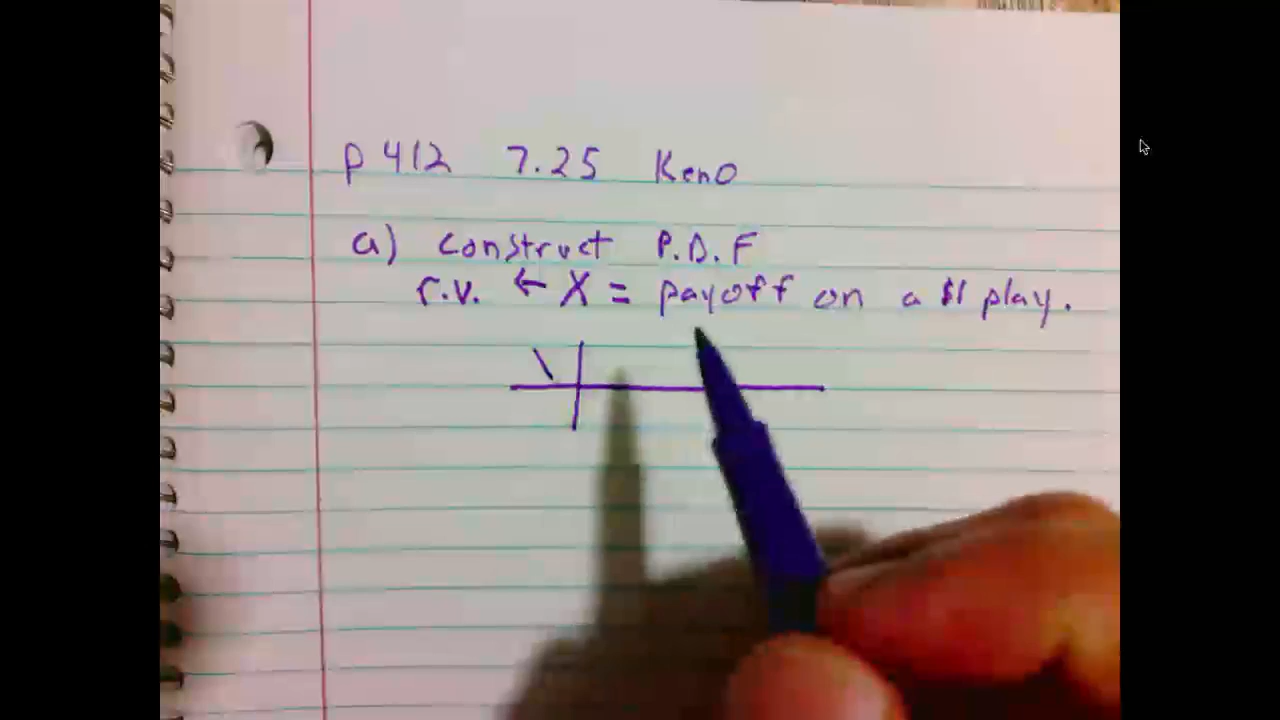 P 412 7.25 Keno
a) construct P.D.F
r.v. ← X = payoff on a $1 play.